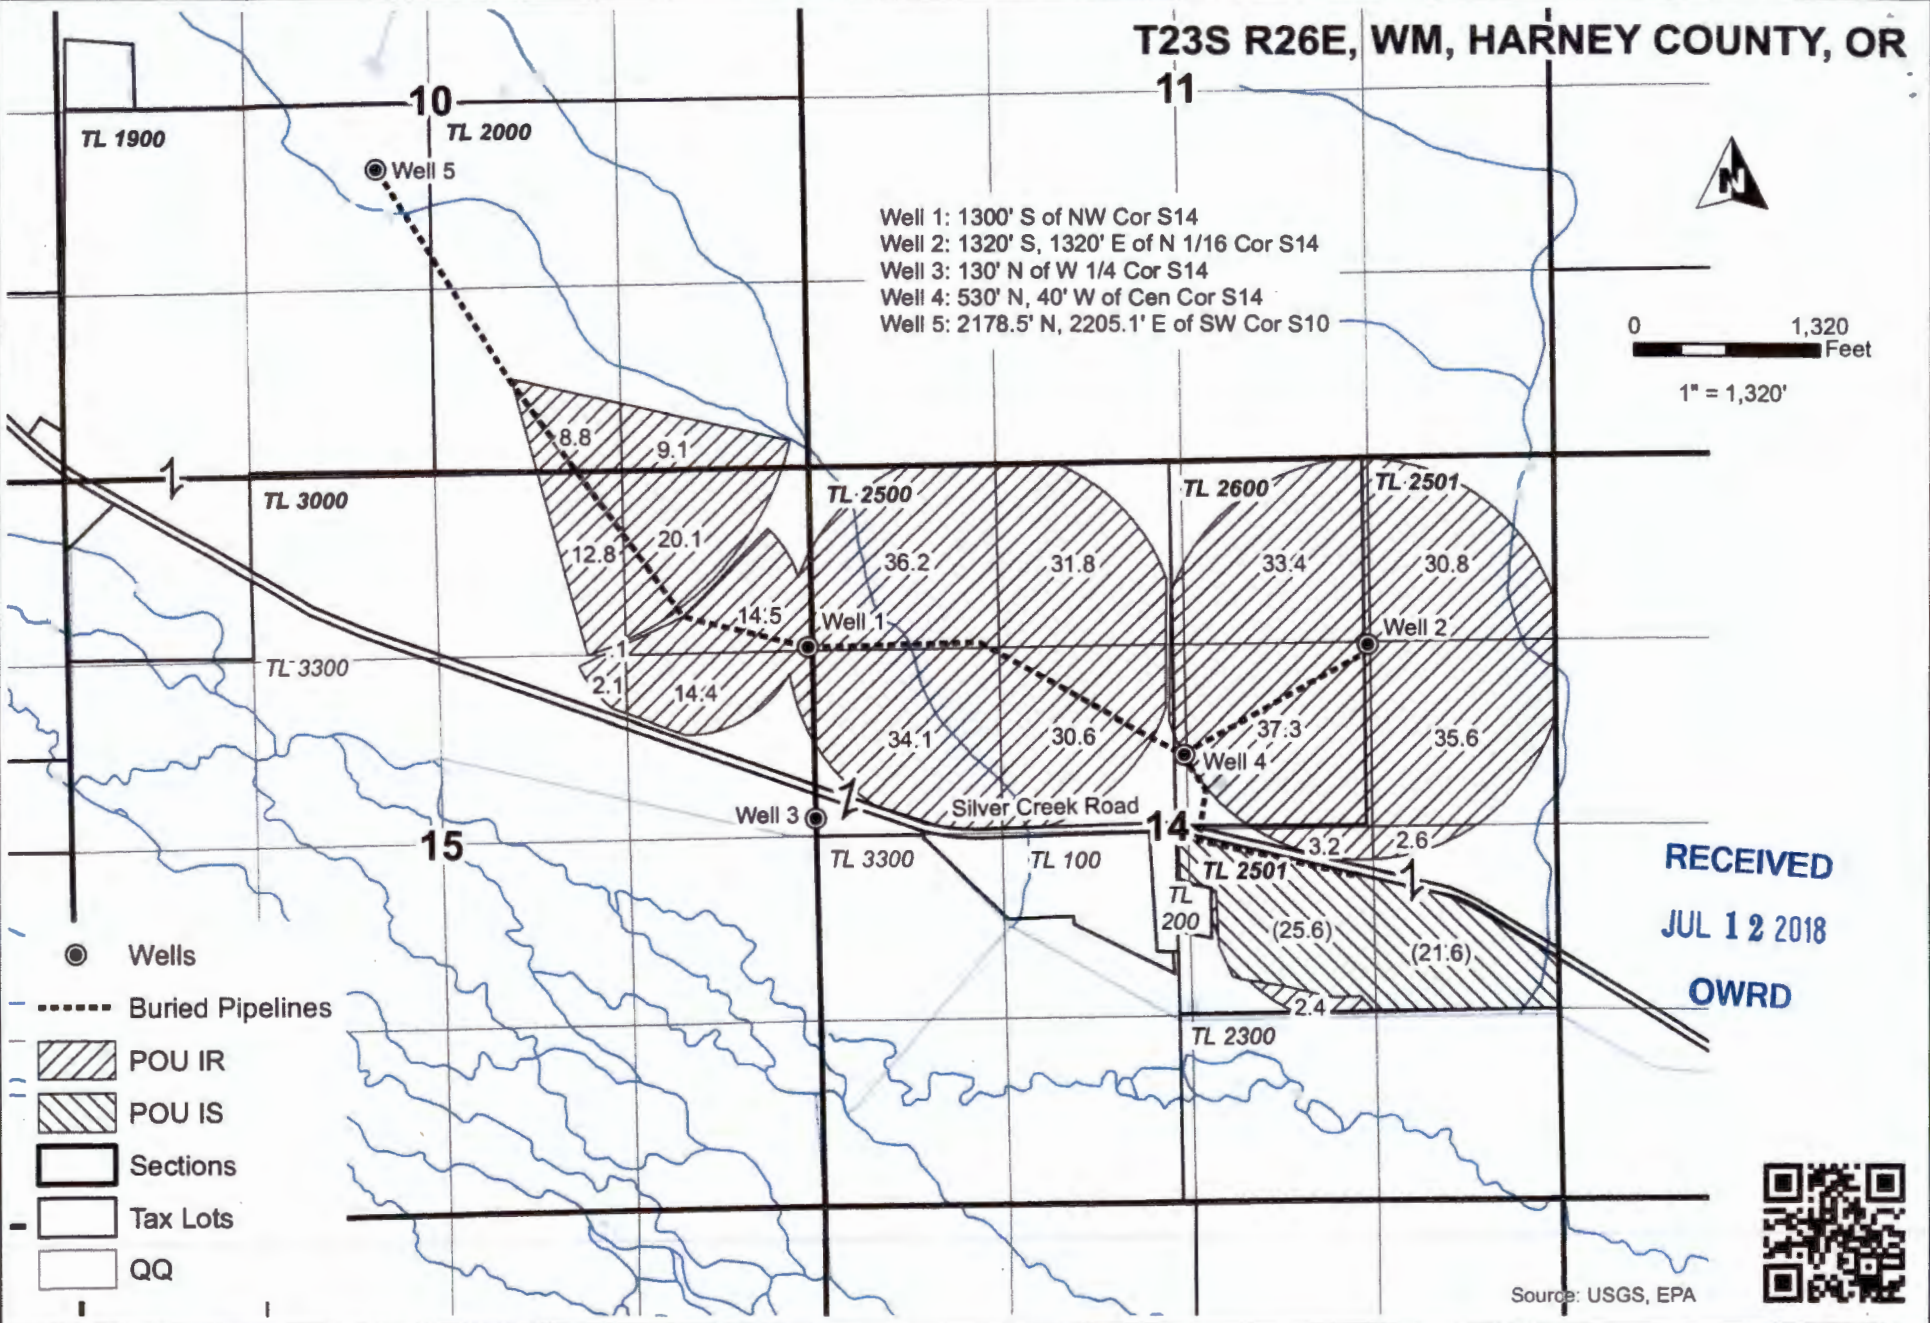 T23S R26E, WM, HARNEY COUNTY, OR
10
11
TL 1900
TL 2000
Well 5
N
Well 1: 1300' S of NW Cor S14
Well 2: 1320' S, 1320' E of N 1/16 Cor S14
Well 3: 130' N of W 1/4 Cor S14
Well 4: 530' N, 40' W of Cen Cor S14
Well 5: 2178.5' N, 2205.1' E of SW Cor S10
0 1,320
Feet
1" = 1,320'
8.8
9.1
TL 3000
TL 2500
TL 2600
TL 2501
12.8
20.1
36.2
31.8
33.4
30.8
14.5
Well 1
Well 2
.1
TL 3300
2.1
14.4
34.1
30.6
37.3
35.6
Well 4
Well 3
Silver Creek Road
14
15
3.2
2.6
TL 3300
TL 100
TL 2501
TL
200
(25.6)
(21.6)
2.4
TL 2300
RECEIVED
JUL 12 2018
OWRD
Wells
Buried Pipelines
POU IR
POU IS
Sections
Tax Lots
QQ
Source: USGS, EPA